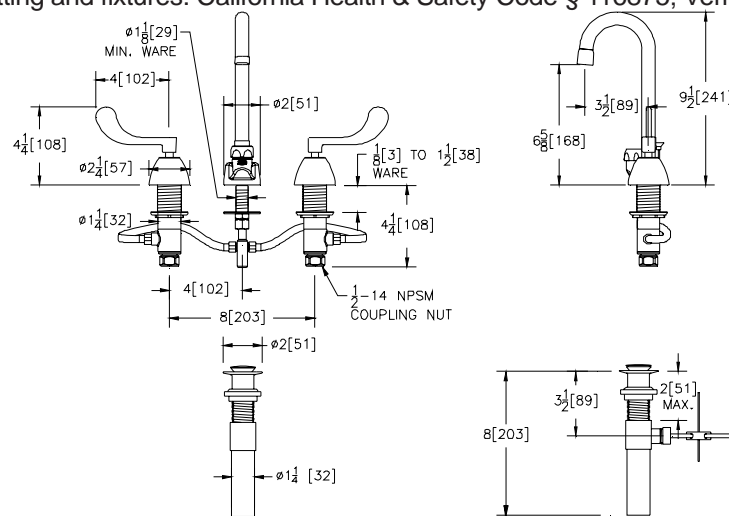 tting and fixtures. California Health & Safety Code § 116875; Verm
ø1 1/8[29]
MIN. WARE
4[102]
ø2[51]
4 1/4[108]
ø2 1/4[57]
1/8[3] TO 1 1/2[38]
WARE
ø1 1/4[32]
4 1/4[108]
4[102]
1/2-14 NPSM
COUPLING NUT
8[203]
3 1/2[89]
9 1/2[241]
6 5/8[168]
ø2[51]
ø1 1/4 [32]
3 1/2[89]
2[51]
MAX.
8[203]